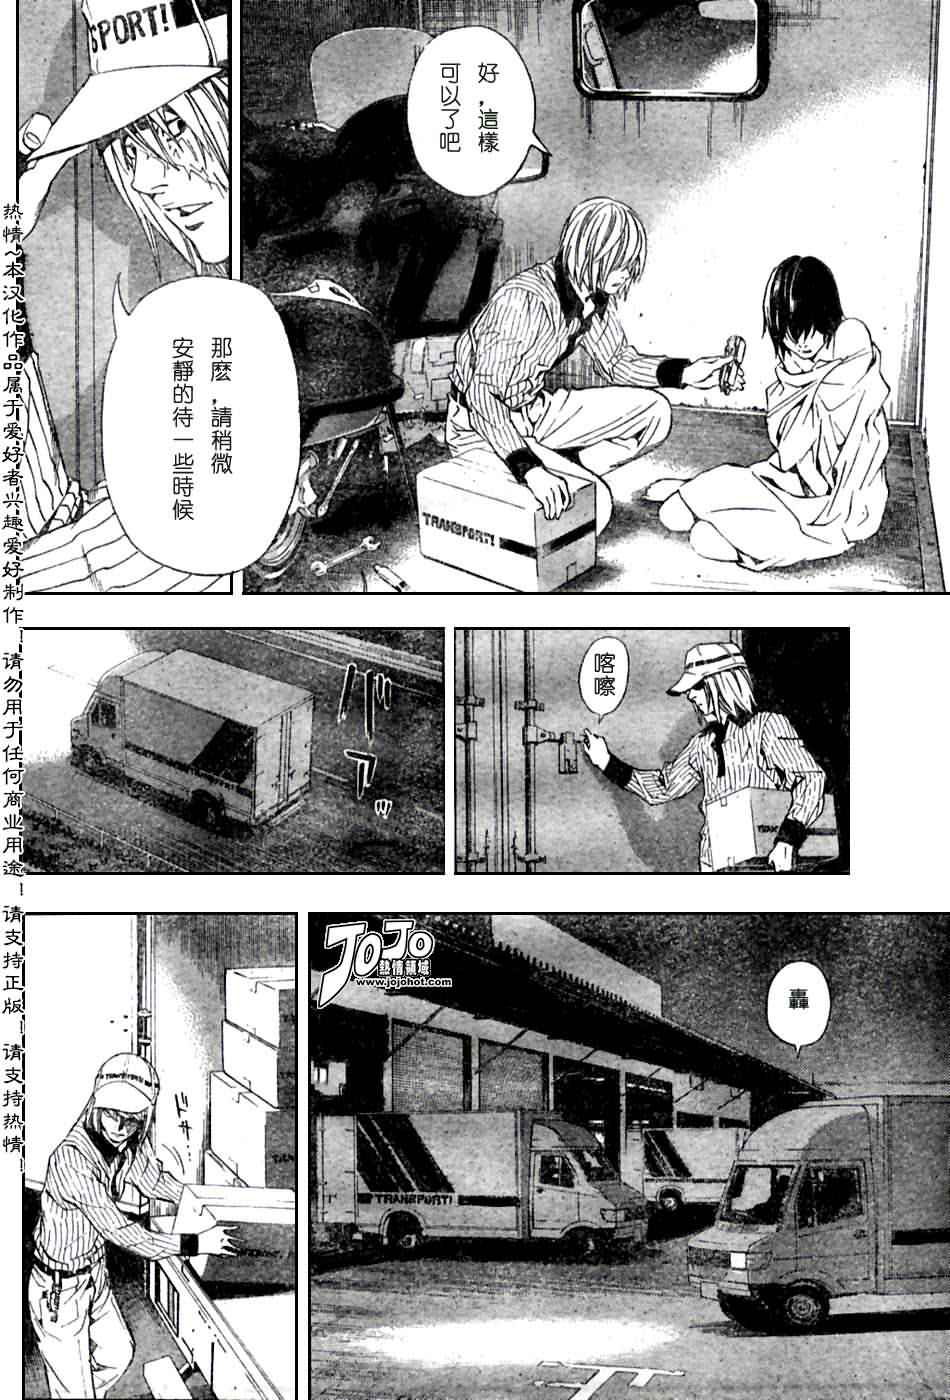 好，這樣
可以了吧
TRANSPORT!
SPORT!
那麼，請稍微
安靜的待一些時候
喀嚓
轟
TRANSPORT!
JOJO
熱情領域
www.jojohot.com
热情~本汉化作品属于爱好者兴趣爱好制作！请勿用于任何商业用途！请支持正版！请支持热情！